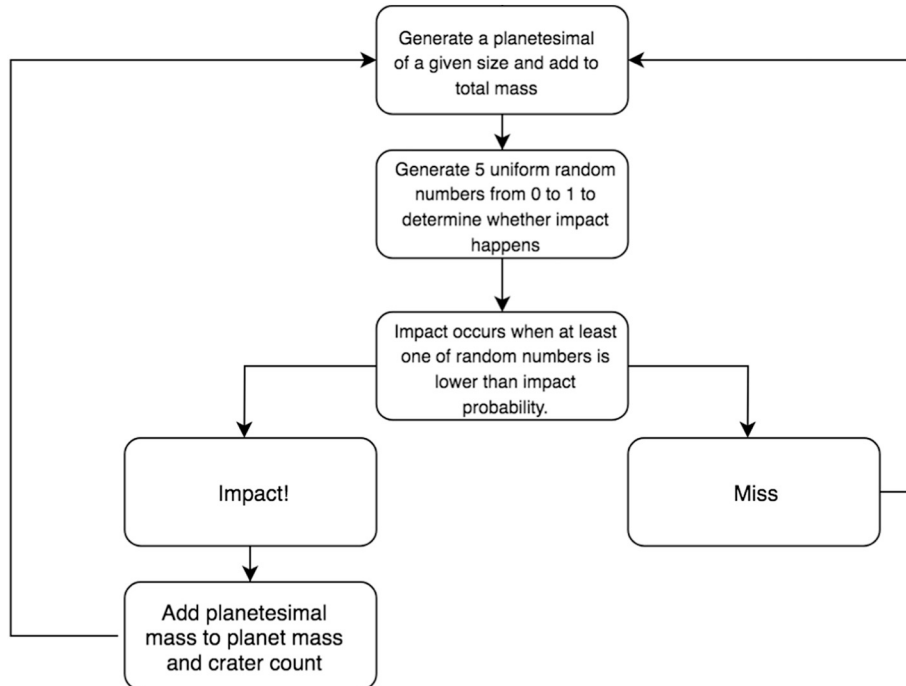 Generate a planetesimal
of a given size and add to
total mass
Generate 5 uniform random
numbers from 0 to 1 to
determine whether impact
happens
Impact occurs when at least
one of random numbers is
lower than impact
probability.
Impact!
Miss
Add planetesimal
mass to planet mass
and crater count